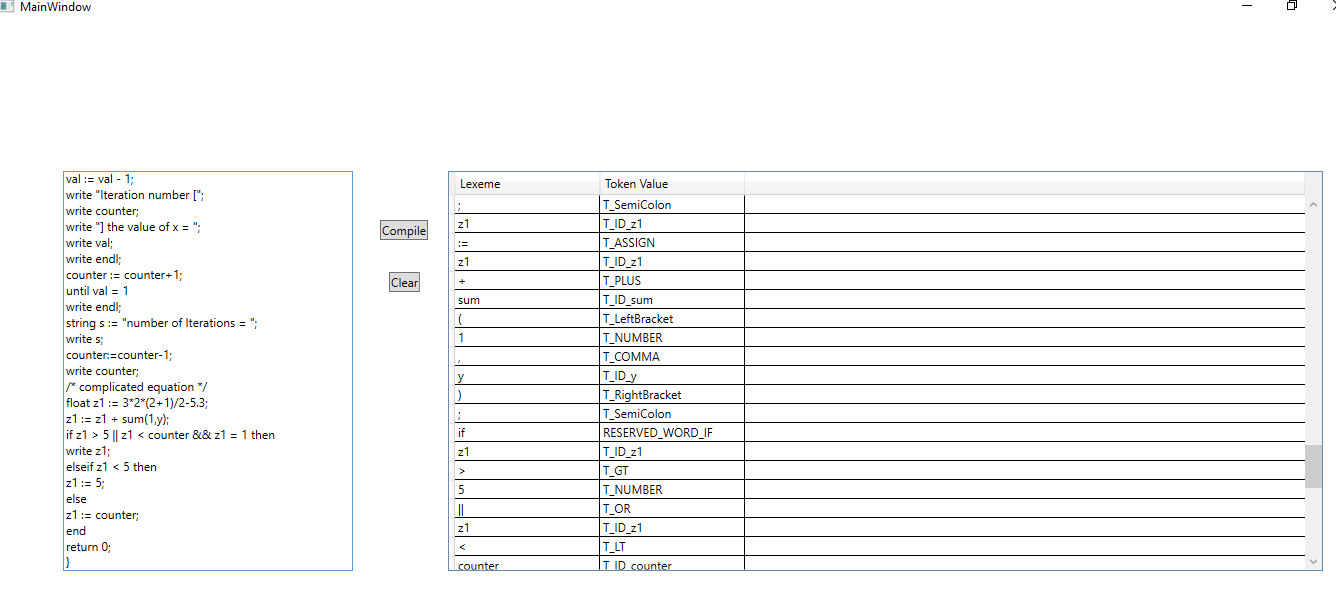 MainWindow
val := val - 1;
write "Iteration number [";
write counter;
write "] the value of x = ";
write val;
write endl;
counter := counter+1;
until val = 1
write endl;
string s := "number of Iterations = ";
write s;
counter:=counter-1;
write counter;
/* complicated equation */
float z1 := 3*2*(2+1)/2-5.3;
z1 := z1 + sum(1,y);
if z1 > 5 || z1 < counter && z1 = 1 then
write z1;
elseif z1 < 5 then
z1 := 5;
else
z1 := counter;
end
return 0;
}
Compile
Clear
Lexeme Token Value
; T_SemiColon
z1 T_ID_z1
:= T_ASSIGN
z1 T_ID_z1
+ T_PLUS
sum T_ID_sum
( T_LeftBracket
1 T_NUMBER
, T_COMMA
y T_ID_y
) T_RightBracket
; T_SemiColon
if RESERVED_WORD_IF
z1 T_ID_z1
> T_GT
5 T_NUMBER
|| T_OR
z1 T_ID_z1
< T_LT
counter T_ID_counter